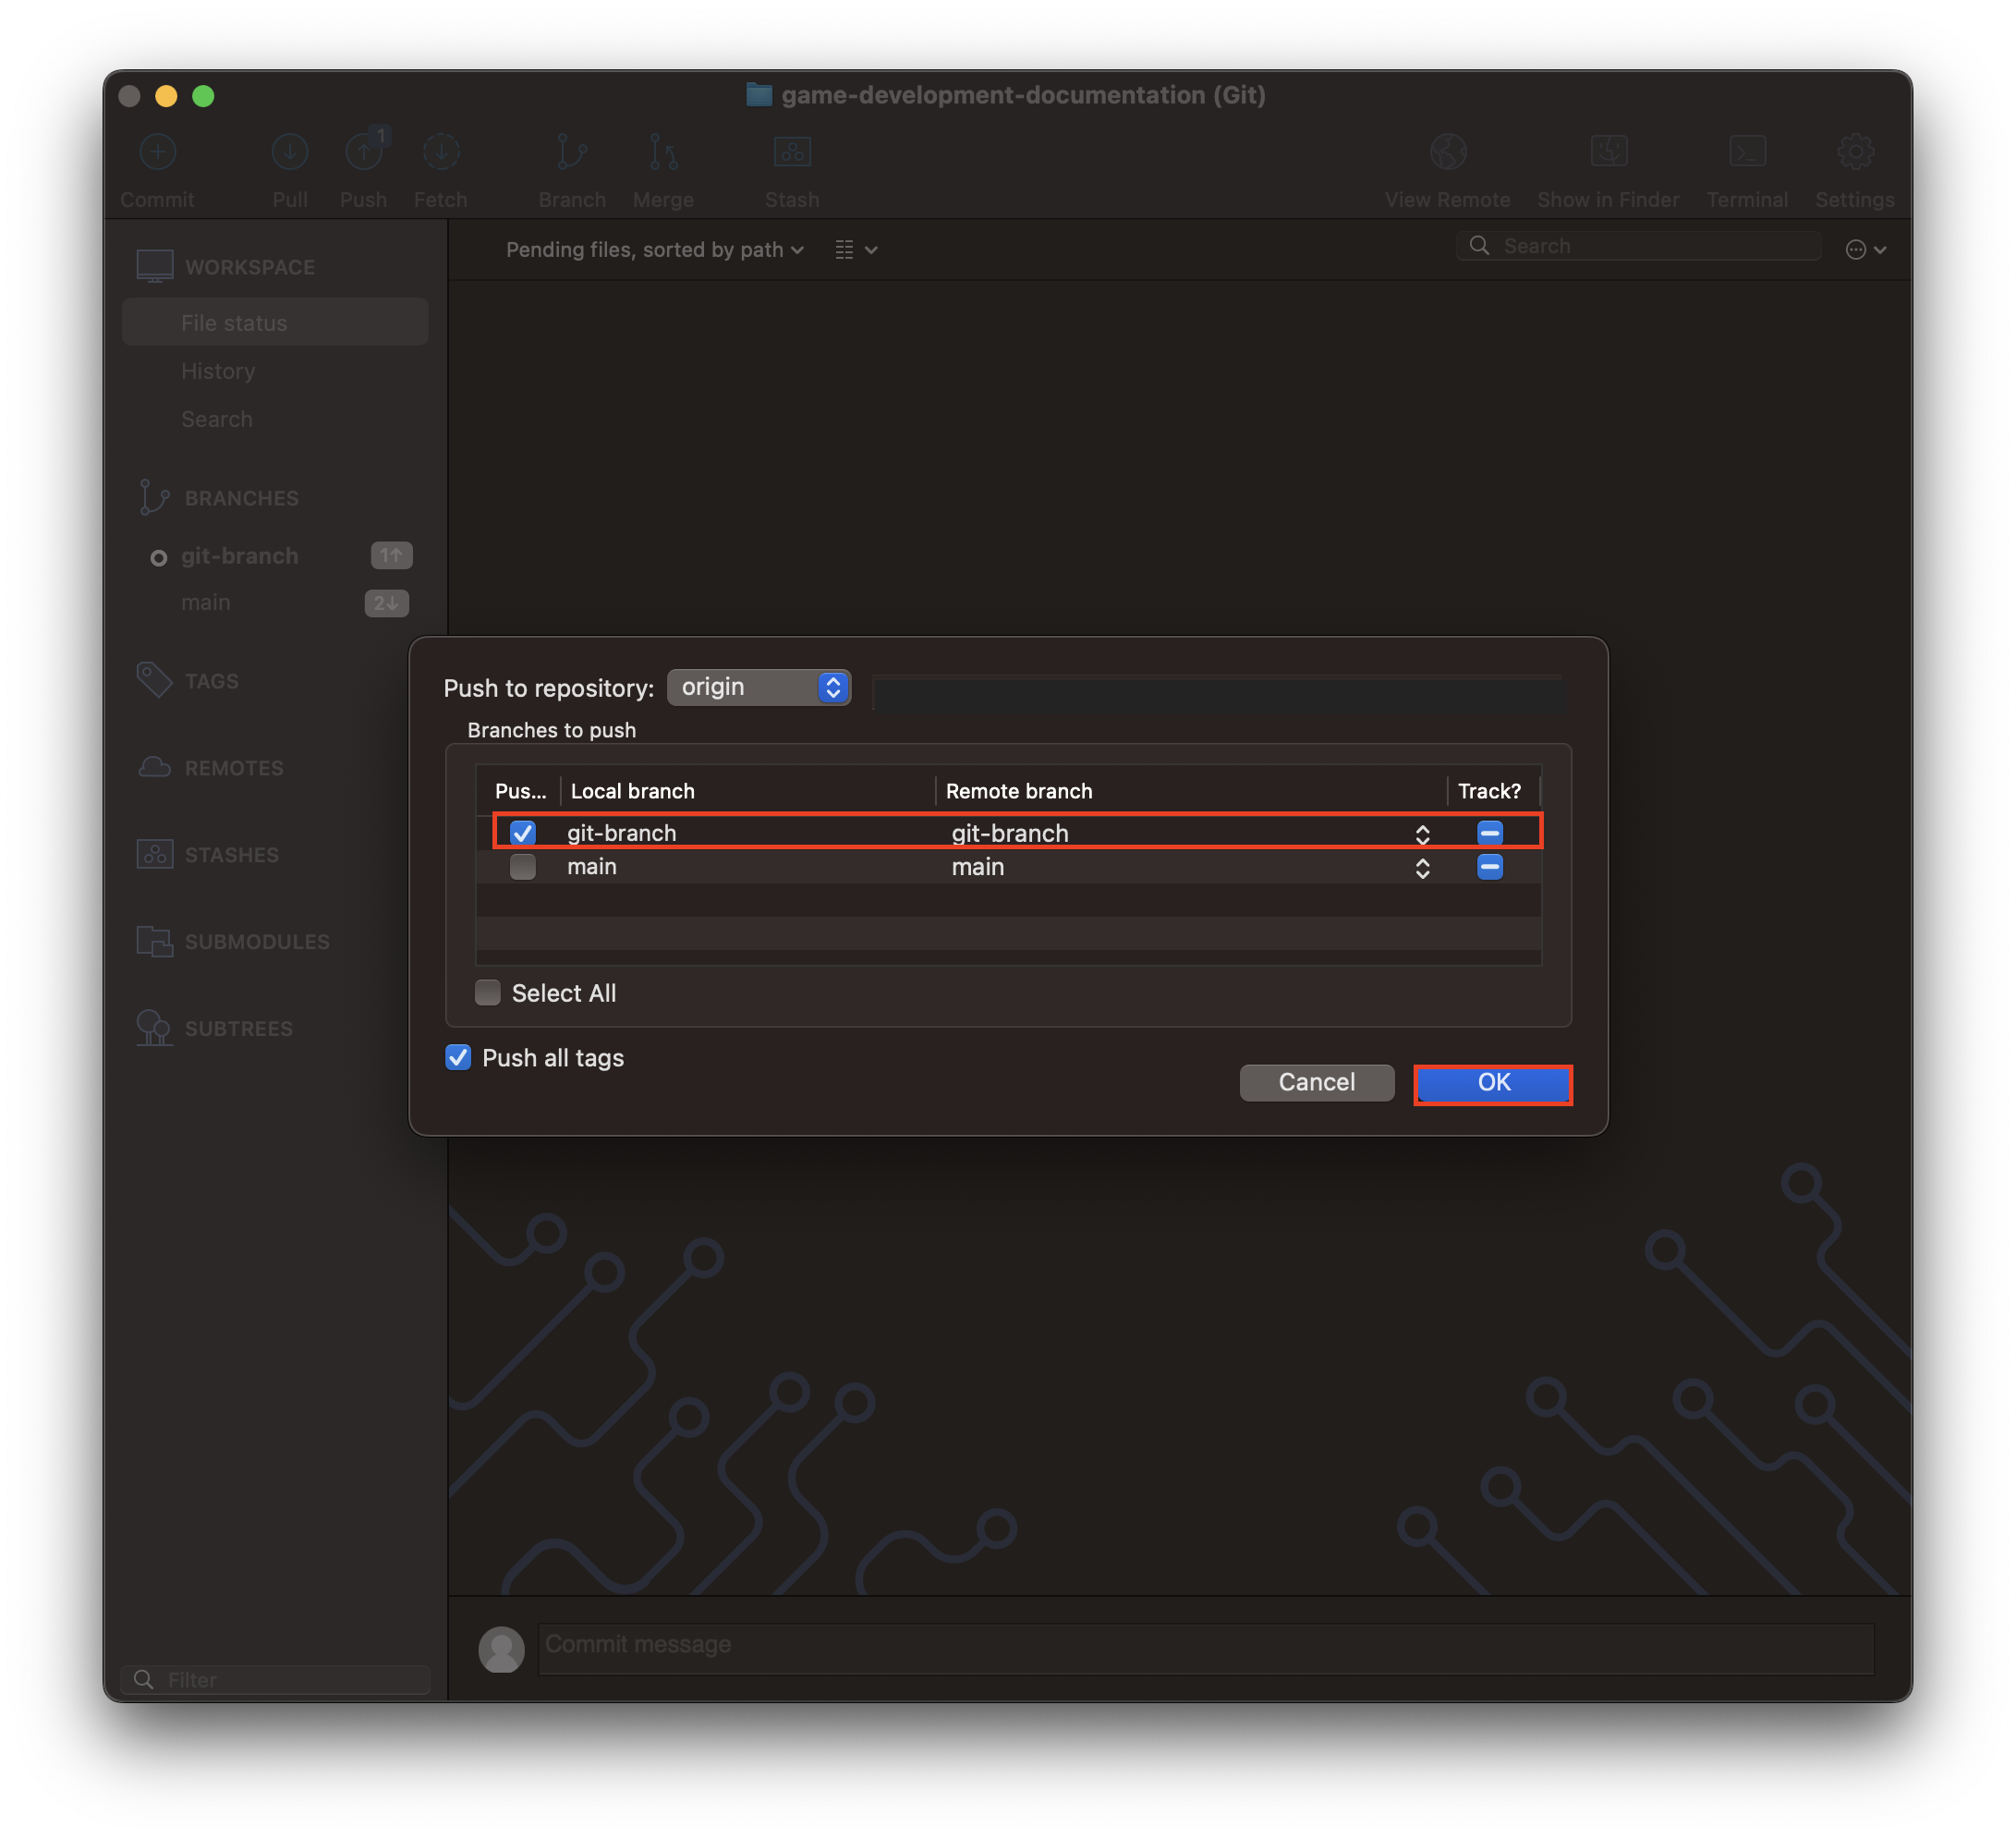 game-development-documentation (Git)
1
Commit Pull Push Fetch Branch Merge Stash View Remote Show in Finder Terminal Settings
Pending files, sorted by path Search
WORKSPACE
File status
History
Search
BRANCHES
git-branch 1↑
main 2↓
TAGS
REMOTES
STASHES
SUBMODULES
SUBTREES
Filter
Push to repository: origin
Branches to push
Pus... Local branch Remote branch Track?
git-branch git-branch
main main
Select All
Push all tags
Cancel OK
Commit message